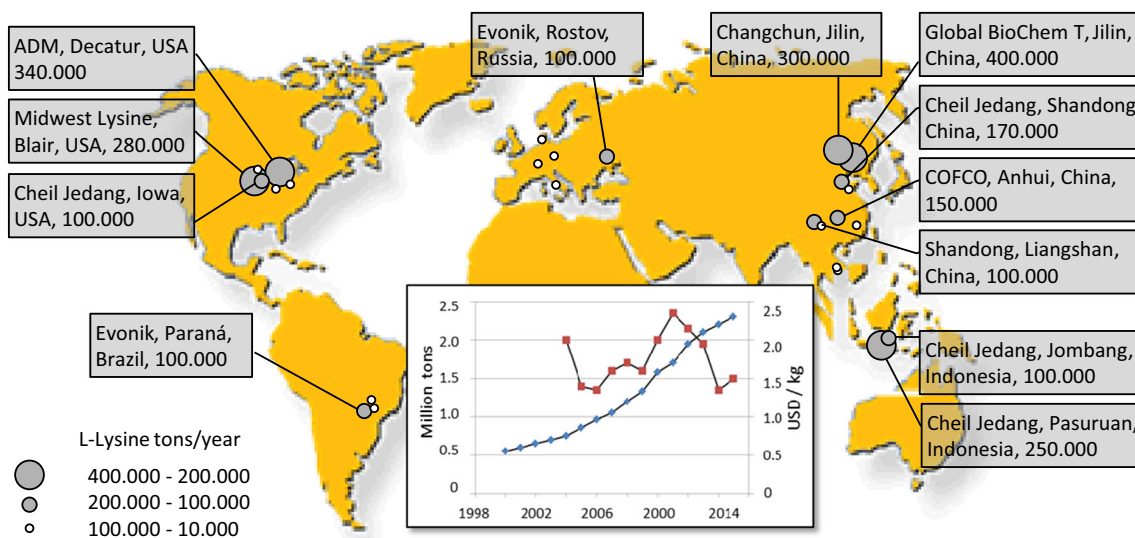 ADM, Decatur, USA
340.000
Midwest Lysine,
Blair, USA, 280.000
Cheil Jedang, Iowa,
USA, 100.000
Evonik, Rostov,
Russia, 100.000
Changchun, Jilin,
China, 300.000
Global BioChem T, Jilin,
China, 400.000
Cheil Jedang, Shandong
China, 170.000
COFCO, Anhui, China,
150.000
Shandong, Liangshan,
China, 100.000
Cheil Jedang, Jombang,
Indonesia, 100.000
Cheil Jedang, Pasuruan,
Indonesia, 250.000
Evonik, Paraná,
Brazil, 100.000
L-Lysine tons/year
400.000 - 200.000
200.000 - 100.000
100.000 - 10.000
Million tons
2.5
2.0
1.5
1.0
0.5
0
1998
2002
2006
2000
2014
2.5
2.0
1.5
1.0
0.5
0
USD / kg